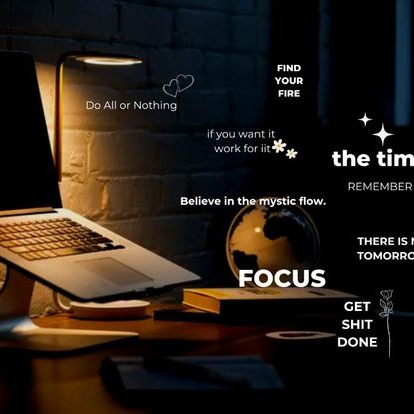 FIND
YOUR
FIRE
Do All or Nothing
if you want it
work for iit
the tim
REMEMBER
Believe in the mystic flow.
THERE IS
TOMORRO
FOCUS
GET
SHIT
DONE